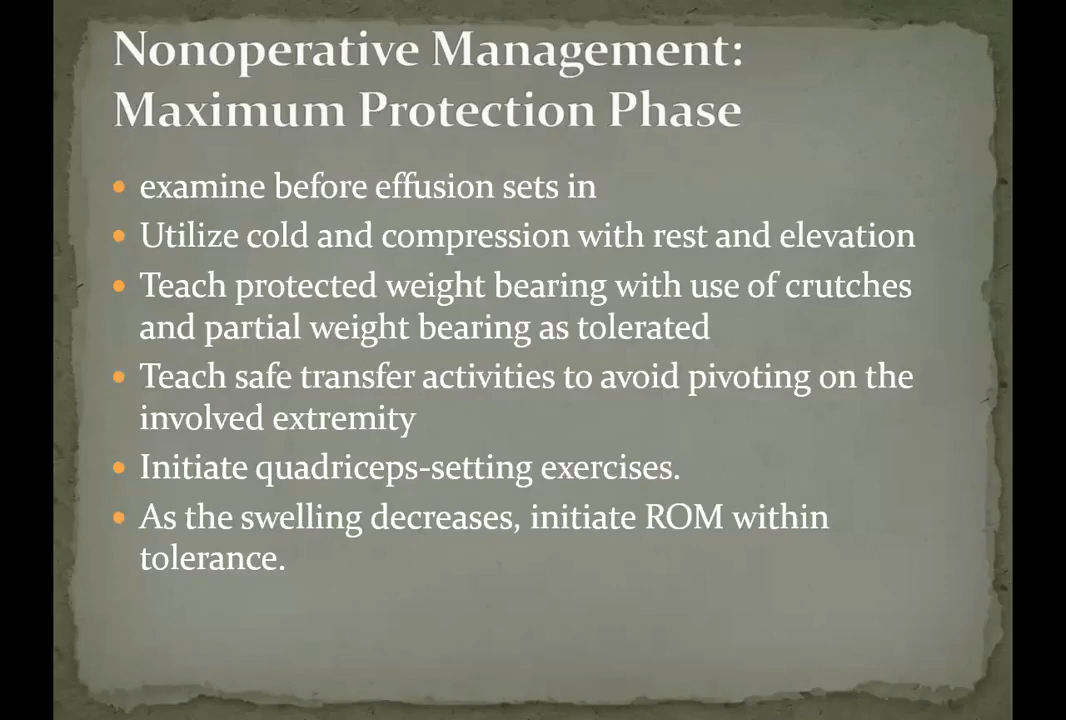 Nonoperative Management:
Maximum Protection Phase
• examine before effusion sets in
• Utilize cold and compression with rest and elevation
• Teach protected weight bearing with use of crutches
and partial weight bearing as tolerated
• Teach safe transfer activities to avoid pivoting on the
involved extremity
• Initiate quadriceps-setting exercises.
• As the swelling decreases, initiate ROM within
tolerance.